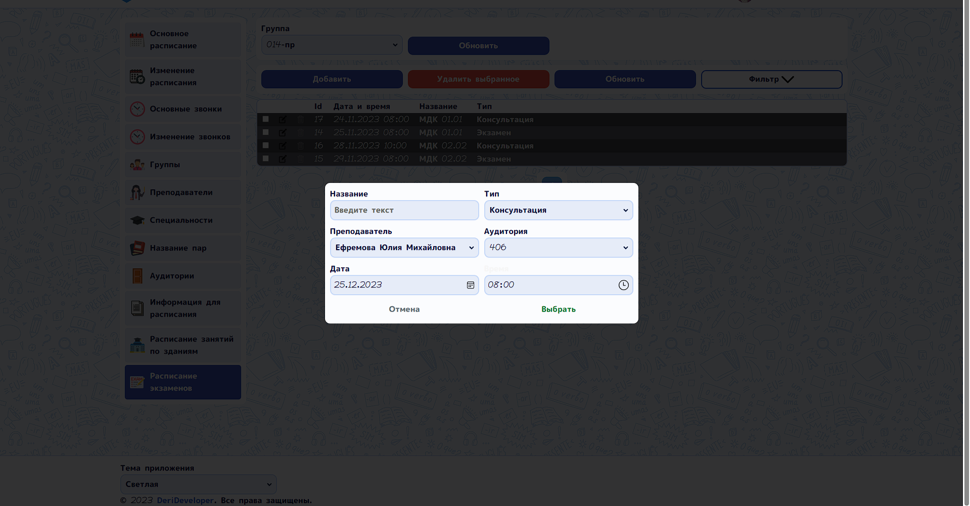 Основное
расписание
Изменение
расписания
Основные звонки
Изменение звонков
Группы
Преподаватели
Специальности
Название пар
Аудитории
Информация для
расписания
Расписание занятий
по зданиям
Расписание
экзаменов
Группа
014-пр
Обновить
Добавить
Удалить выбранное
Обновить
Фильтр
Id Дата и время Название Тип
17 24.11.2023 08:00 МДК 01.01 Консультация
14 25.11.2023 08:00 МДК 01.01 Экзамен
16 28.11.2023 10:00 МДК 02.02 Консультация
15 29.11.2023 08:00 МДК 02.02 Экзамен
Название Тип
Введите текст Консультация
Преподаватель Аудитория
Ефремова Юлия Михайловна 406
Дата
25.12.2023 08:00
Отмена Выбрать
Тема приложения
Светлая
© 2023 DeriDeveloper. Все права защищены.